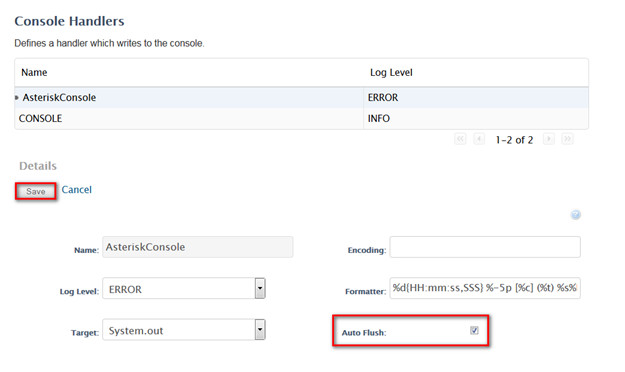 Console Handlers
Defines a handler which writes to the console.
Name Log Level
AsteriskConsole ERROR
CONSOLE INFO
1-2 of 2
Details
Save Cancel
Name: AsteriskConsole Encoding:
Log Level: ERROR Formatter: %d{HH:mm:ss,SSS} %-5p [%c] (%t) %s%
Target: System.out Auto Flush: